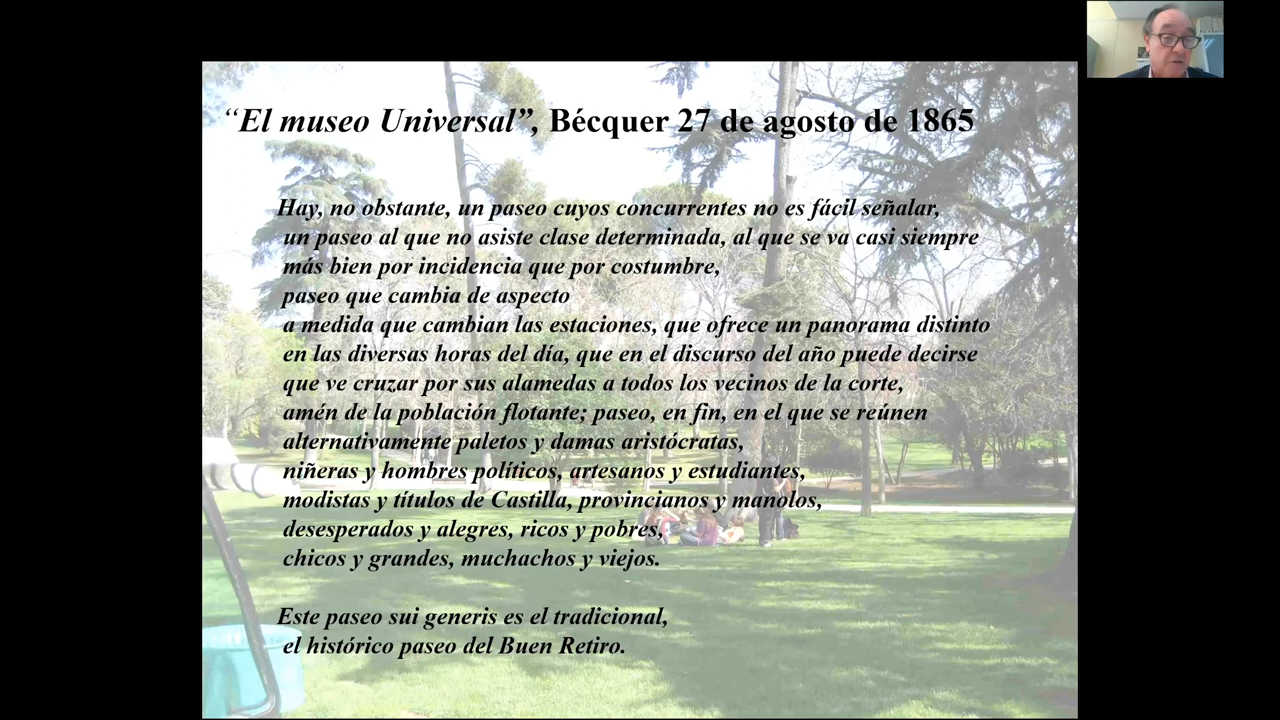 “El museo Universal”, Bécquer 27 de agosto de 1865
Hay, no obstante, un paseo cuyos concurrentes no es fácil señalar,
un paseo al que no asiste clase determinada, al que se va casi siempre
más bien por incidencia que por costumbre,
paseo que cambia de aspecto
a medida que cambian las estaciones, que ofrece un panorama distinto
en las diversas horas del día, que en el discurso del año puede decirse
que ve cruzar por sus alamedas a todos los vecinos de la corte,
amén de la población flotante; paseo, en fin, en el que se reúnen
alternativamente paletos y damas aristócratas,
niñeras y hombres políticos, artesanos y estudiantes,
modistas y títulos de Castilla, provincianos y manolos,
desesperados y alegres, ricos y pobres,
chicos y grandes, muchachos y viejos.
Este paseo sui generis es el tradicional,
el histórico paseo del Buen Retiro.